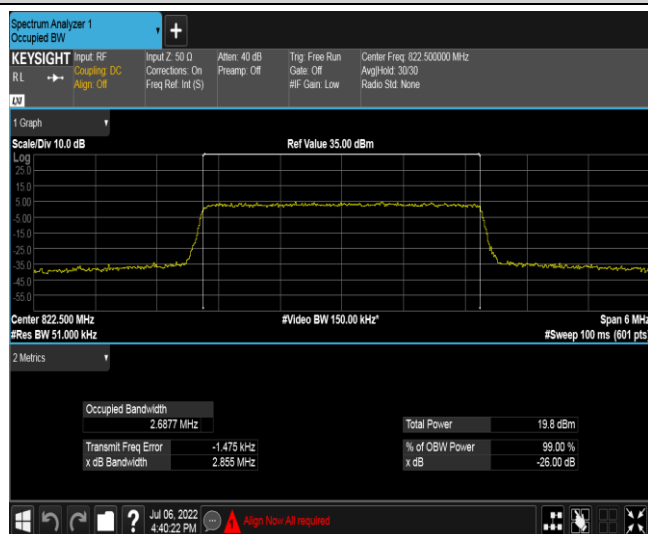 Spectrum Analyzer 1
Occupied BW
+
KEYSIGHT Input: RF Input Z: 50 Ω Atten: 40 dB Trig: Free Run Center Freq: 822.500000 MHz
RL Coupling: DC Corrections: On Preamp: Off Gate: Off Avg|Hold: 30/30
Align: Off Freq Ref: Int (S) #IF Gain: Low Radio Std: None
LXI
1 Graph
Scale/Div 10.0 dB Ref Value 35.00 dBm
Log
25.0
15.0
5.00
-5.00
-15.0
-25.0
-35.0
-45.0
-55.0
Center 822.500 MHz #Video BW 150.00 kHz* Span 6 MHz
#Res BW 51.000 kHz #Sweep 100 ms (601 pts)
2 Metrics
Occupied Bandwidth
2.6877 MHz Total Power 19.8 dBm
Transmit Freq Error -1.475 kHz % of OBW Power 99.00 %
x dB Bandwidth 2.855 MHz x dB -26.00 dB
? Jul 06, 2022
4:40:22 PM
Align Now All required